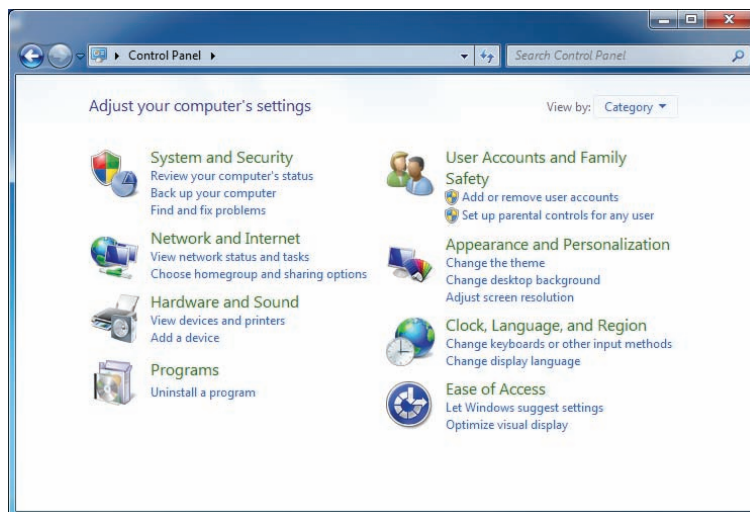 Control Panel
Search Control Panel
Adjust your computer's settings
View by: Category
System and Security
Review your computer's status
Back up your computer
Find and fix problems
Network and Internet
View network status and tasks
Choose homegroup and sharing options
Hardware and Sound
View devices and printers
Add a device
Programs
Uninstall a program
User Accounts and Family
Safety
Add or remove user accounts
Set up parental controls for any user
Appearance and Personalization
Change the theme
Change desktop background
Adjust screen resolution
Clock, Language, and Region
Change keyboards or other input methods
Change display language
Ease of Access
Let Windows suggest settings
Optimize visual display